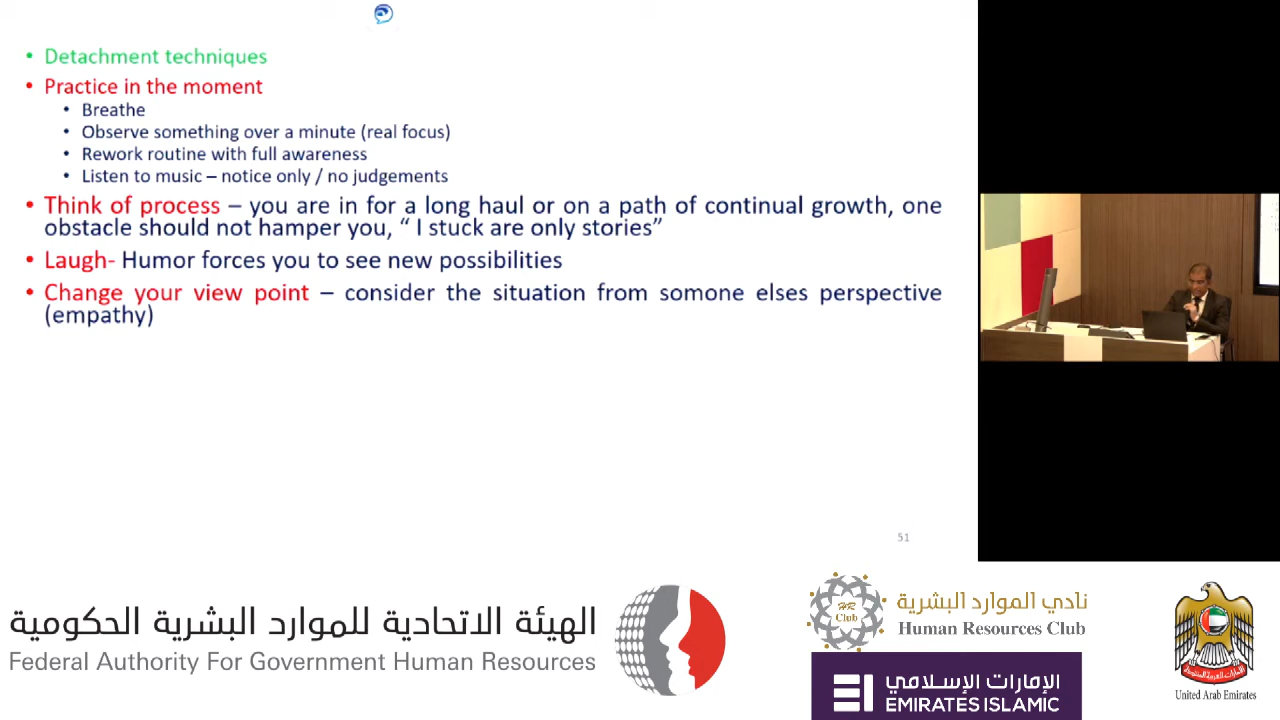 • Detachment techniques
• Practice in the moment
• Breathe
• Observe something over a minute (real focus)
• Rework routine with full awareness
• Listen to music – notice only / no judgements
• Think of process – you are in for a long haul or on a path of continual growth, one
obstacle should not hamper you, “ I stuck are only stories”
• Laugh- Humor forces you to see new possibilities
• Change your view point – consider the situation from somone elses perspective
(empathy)
51
الهيئة الاتحادية للموارد البشرية الحكومية
Federal Authority For Government Human Resources
HR
Club
نادي الموارد البشرية
Human Resources Club
الإمارات الإسلامي
EMIRATES ISLAMIC
United Arab Emirates